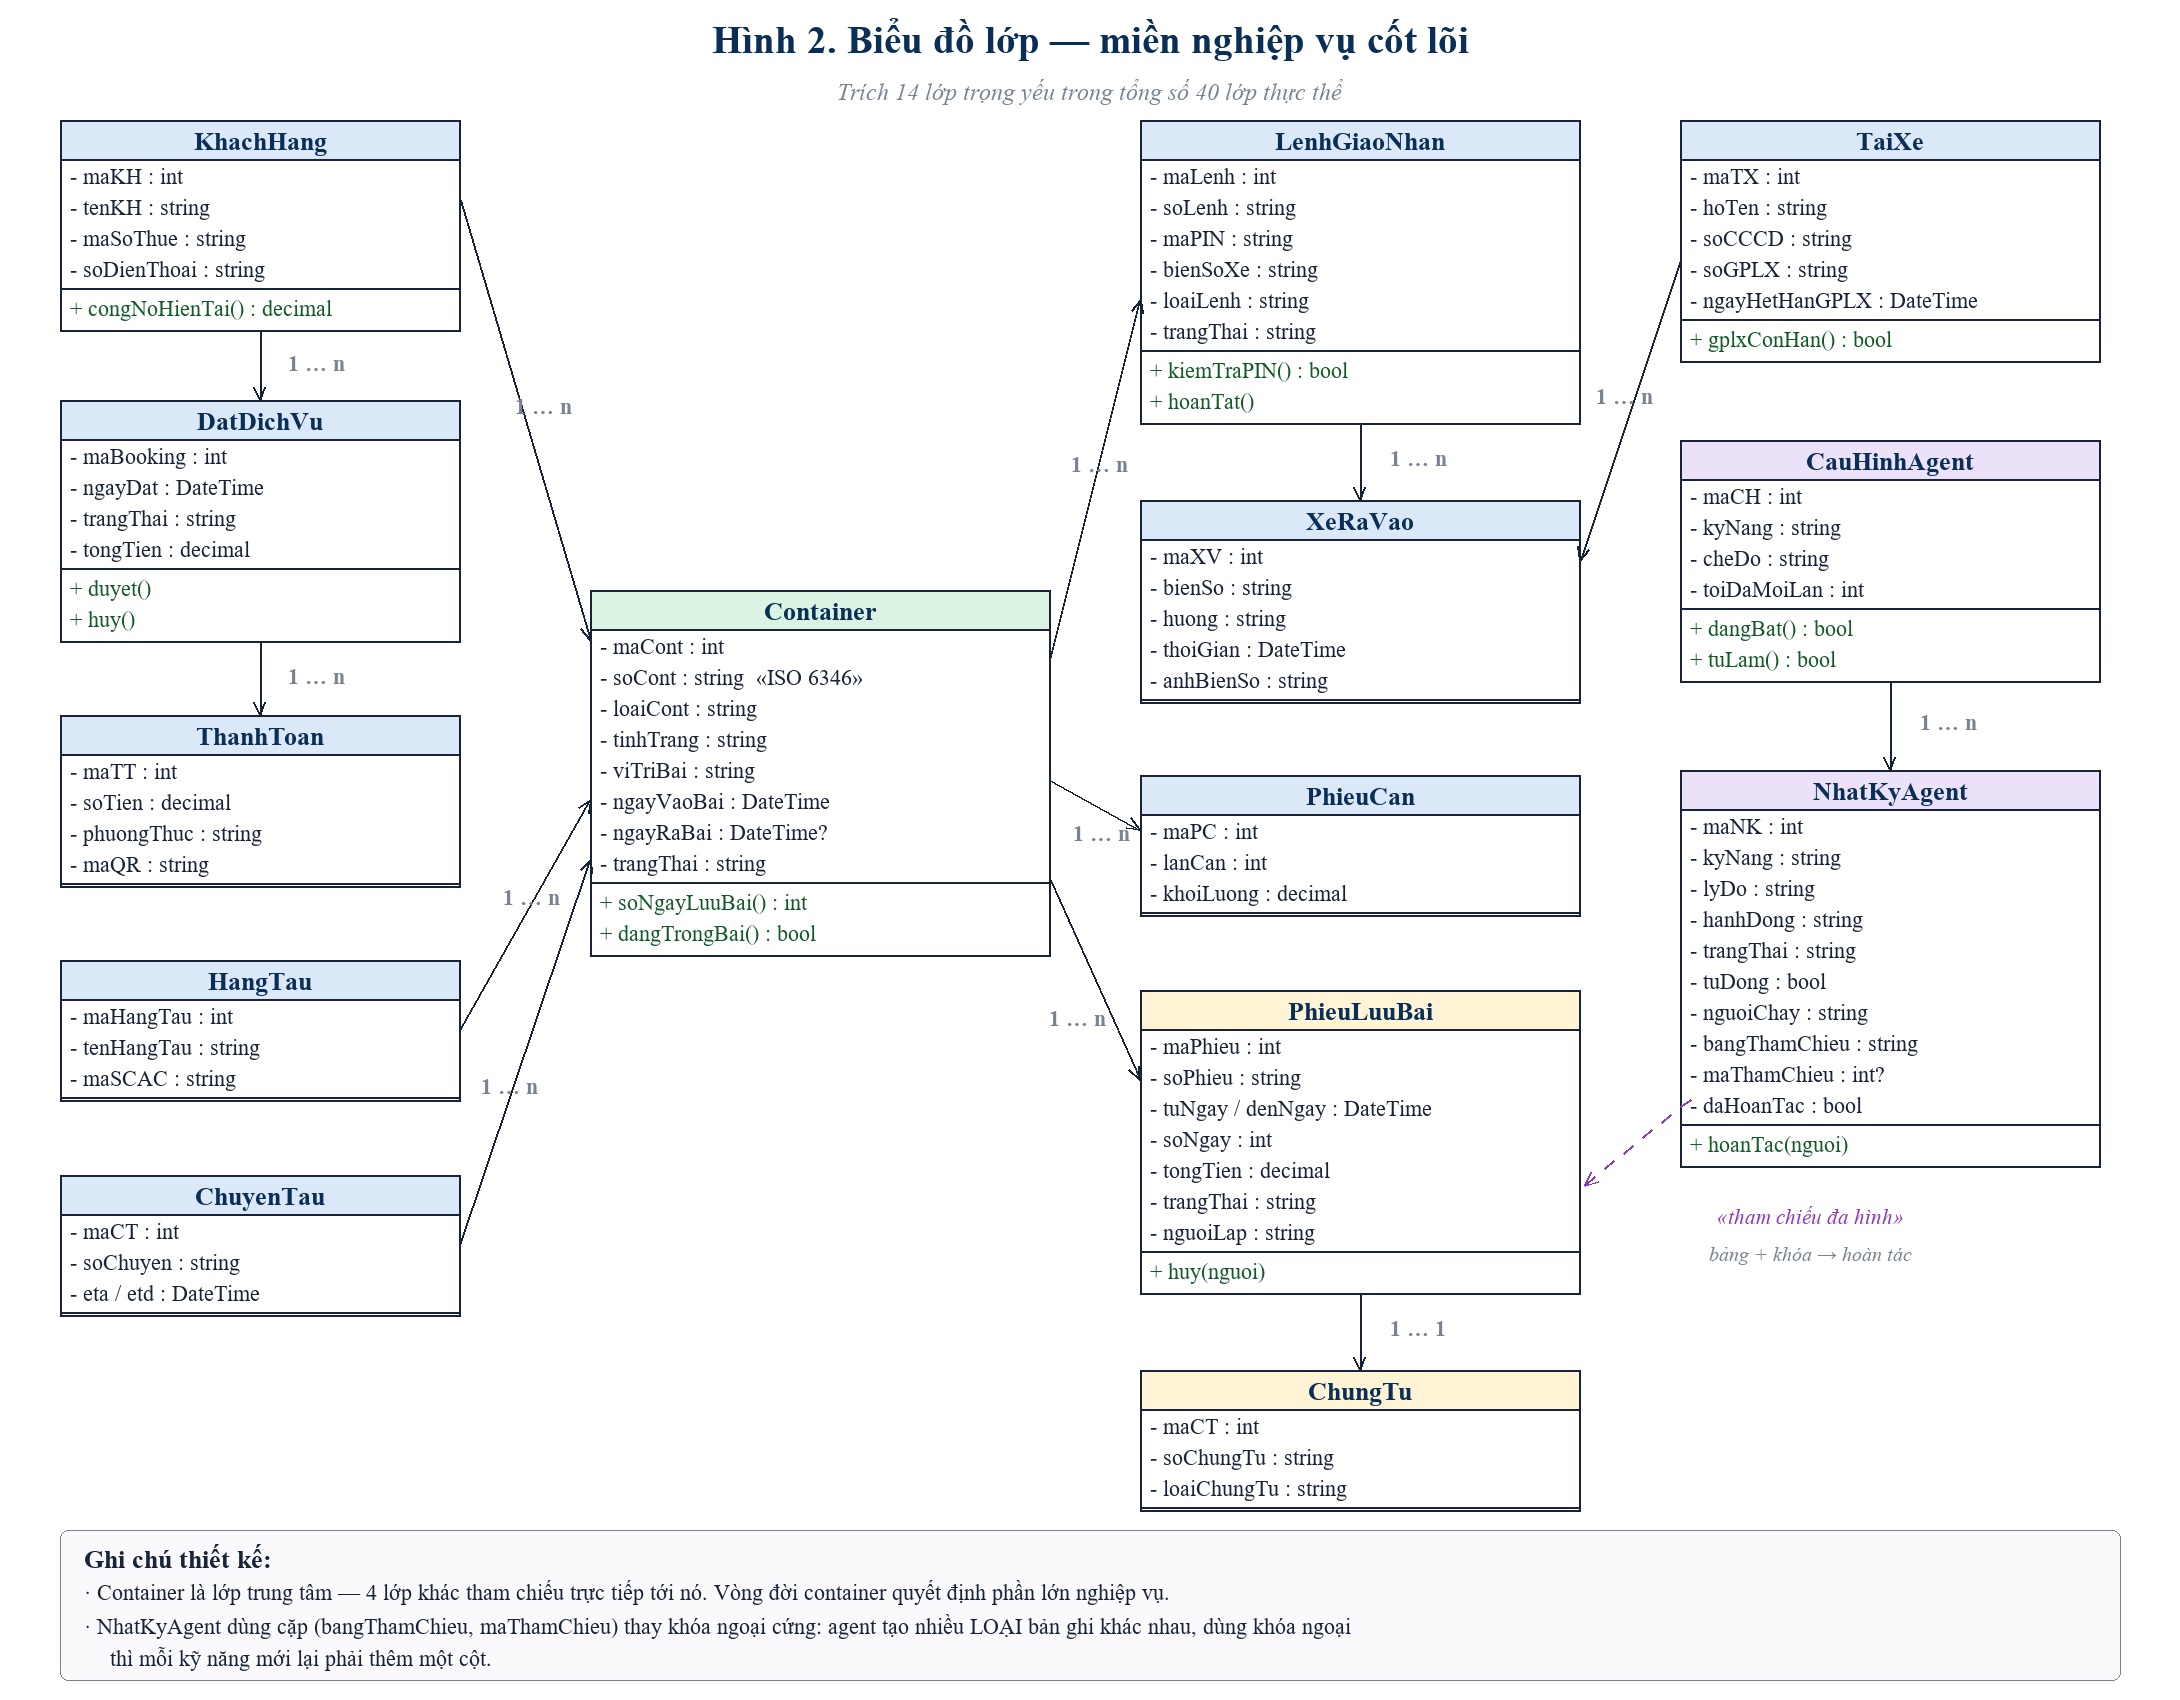 Hình 2. Biểu đồ lớp — miền nghiệp vụ cốt lõi
Trích 14 lớp trọng yếu trong tổng số 40 lớp thực thể
KhachHang
- maKH : int
- tenKH : string
- maSoThue : string
- soDienThoai : string
+ congNoHienTai() : decimal
1 … n
DatDichVu
- maBooking : int
- ngayDat : DateTime
- trangThai : string
- tongTien : decimal
+ duyet()
+ huy()
1 … n
ThanhToan
- maTT : int
- soTien : decimal
- phuongThuc : string
- maQR : string
HangTau
- maHangTau : int
- tenHangTau : string
- maSCAC : string
ChuyenTau
- maCT : int
- soChuyen : string
- eta / etd : DateTime
1 … n
1 … n
1 … n
Container
- maCont : int
- soCont : string «ISO 6346»
- loaiCont : string
- tinhTrang : string
- viTriBai : string
- ngayVaoBai : DateTime
- ngayRaBai : DateTime?
- trangThai : string
+ soNgayLuuBai() : int
+ dangTrongBai() : bool
1 … n
1 … n
1 … n
LenhGiaoNhan
- maLenh : int
- soLenh : string
- maPIN : string
- bienSoXe : string
- loaiLenh : string
- trangThai : string
+ kiemTraPIN() : bool
+ hoanTat()
1 … n
XeRaVao
- maXV : int
- bienSo : string
- huong : string
- thoiGian : DateTime
- anhBienSo : string
PhieuCan
- maPC : int
- lanCan : int
- khoiLuong : decimal
PhieuLuuBai
- maPhieu : int
- soPhieu : string
- tuNgay / denNgay : DateTime
- soNgay : int
- tongTien : decimal
- trangThai : string
- nguoiLap : string
+ huy(nguoi)
1 … 1
ChungTu
- maCT : int
- soChungTu : string
- loaiChungTu : string
TaiXe
- maTX : int
- hoTen : string
- soCCCD : string
- soGPLX : string
- ngayHetHanGPLX : DateTime
+ gplxConHan() : bool
1 … n
CauHinhAgent
- maCH : int
- kyNang : string
- cheDo : string
- toiDaMoiLan : int
+ dangBat() : bool
+ tuLam() : bool
1 … n
NhatKyAgent
- maNK : int
- kyNang : string
- lyDo : string
- hanhDong : string
- trangThai : string
- tuDong : bool
- nguoiChay : string
- bangThamChieu : string
- maThamChieu : int?
- daHoanTac : bool
+ hoanTac(nguoi)
«tham chiếu đa hình»
bảng + khóa → hoàn tác
Ghi chú thiết kế:
· Container là lớp trung tâm — 4 lớp khác tham chiếu trực tiếp tới nó. Vòng đời container quyết định phần lớn nghiệp vụ.
· NhatKyAgent dùng cặp (bangThamChieu, maThamChieu) thay khóa ngoại cứng: agent tạo nhiều LOẠI bản ghi khác nhau, dùng khóa ngoại
thì mỗi kỹ năng mới lại phải thêm một cột.